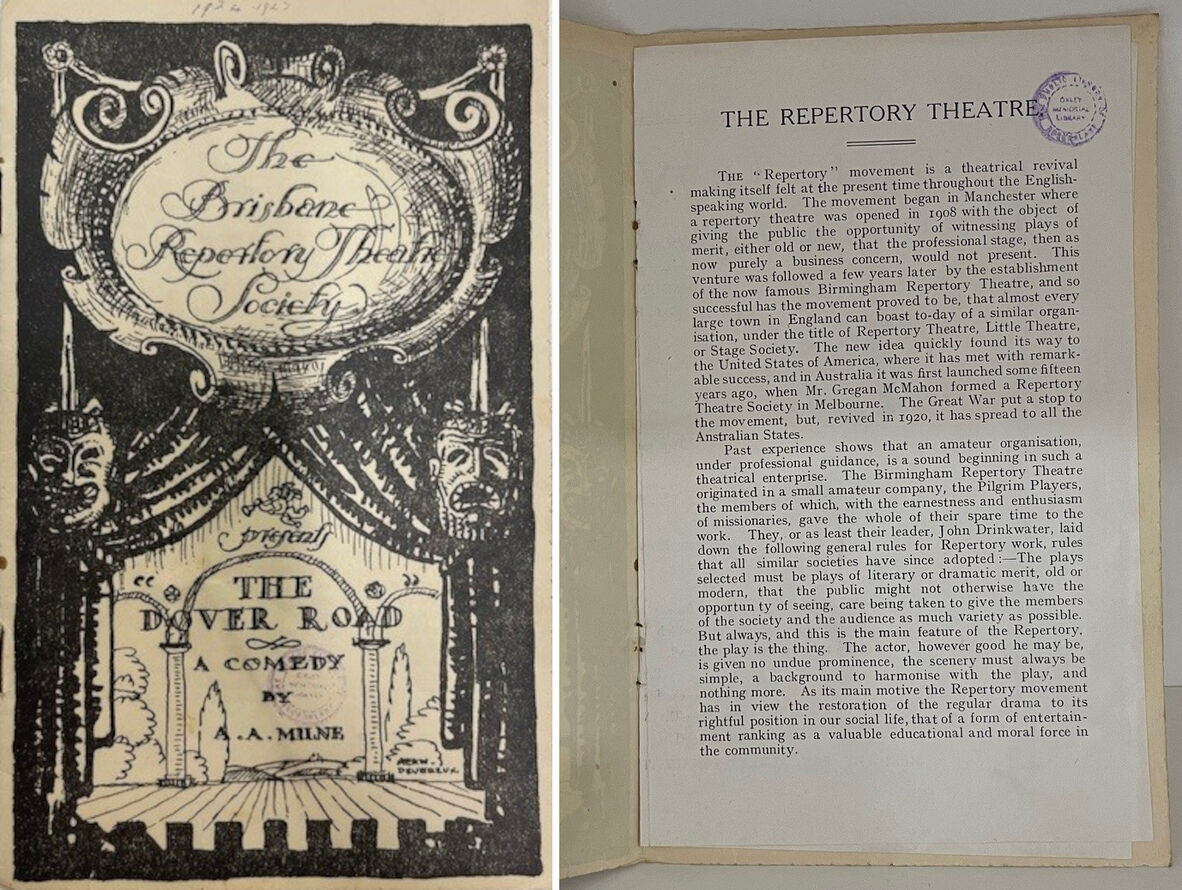 The
Brisbane
Repertory Theatre
Society
presents
"THE
DOVER ROAD"
A COMEDY
BY
A. A. MILNE
THE REPERTORY THEATRE.
OXLEY
MEMORIAL
LIBRARY
THE "Repertory" movement is a theatrical revival
making itself felt at the present time throughout the English-
speaking world. The movement began in Manchester where
a repertory theatre was opened in 1908 with the object of
giving the public the opportunity of witnessing plays of
merit, either old or new, that the professional stage, then as
now purely a business concern, would not present. This
venture was followed a few years later by the establishment
of the now famous Birmingham Repertory Theatre, and so
successful has the movement proved to be, that almost every
large town in England can boast to-day of a similar organ-
isation, under the title of Repertory Theatre, Little Theatre,
or Stage Society. The new idea quickly found its way to
the United States of America, where it has met with remark-
able success, and in Australia it was first launched some fifteen
years ago, when Mr. Gregan McMahon formed a Repertory
Theatre Society in Melbourne. The Great War put a stop to
the movement, but, revived in 1920, it has spread to all the
Australian States.
Past experience shows that an amateur organisation,
under professional guidance, is a sound beginning in such a
theatrical enterprise. The Birmingham Repertory Theatre
originated in a small amateur company, the Pilgrim Players,
the members of which, with the earnestness and enthusiasm
of missionaries, gave the whole of their spare time to the
work. They, or as least their leader, John Drinkwater, laid
down the following general rules for Repertory work, rules
that all similar societies have since adopted :—The plays
selected must be plays of literary or dramatic merit, old or
modern, that the public might not otherwise have the
opportun ty of seeing, care being taken to give the members
of the society and the audience as much variety as possible.
But always, and this is the main feature of the Repertory,
the play is the thing. The actor, however good he may be,
is given no undue prominence, the scenery must always be
simple, a background to harmonise with the play, and
nothing more. As its main motive the Repertory movement
has in view the restoration of the regular drama to its
rightful position in our social life, that of a form of entertain-
ment ranking as a valuable educational and moral force in
the community.